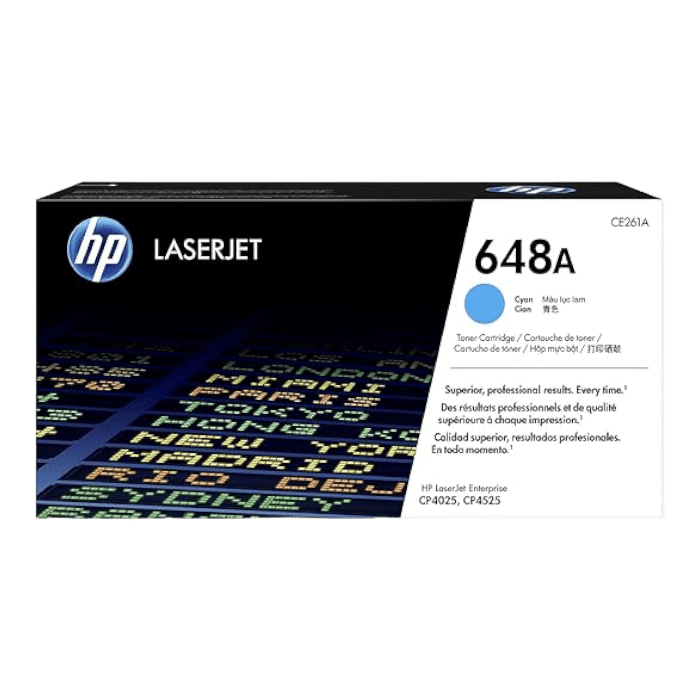 hp
hp
LASERJET
CE261A
648A
Cyan Màu lục lam
Cian 青色
Toner Cartridge / Cartouche de toner /
Cartucho de tóner / Hộp mực bột / 打印硒鼓
Superior, professional results. Every time.¹
Des résultats professionnels et de qualité
supérieure à chaque impression.¹
Calidad superior, resultados profesionales.
En todo momento.¹
HP LaserJet Enterprise
CP4025, CP4525
LONDON
MIAMI
PARIS
TOKYO
HONG KO
NEW YORK
MADRID
RIO DEJ
SYDNEY